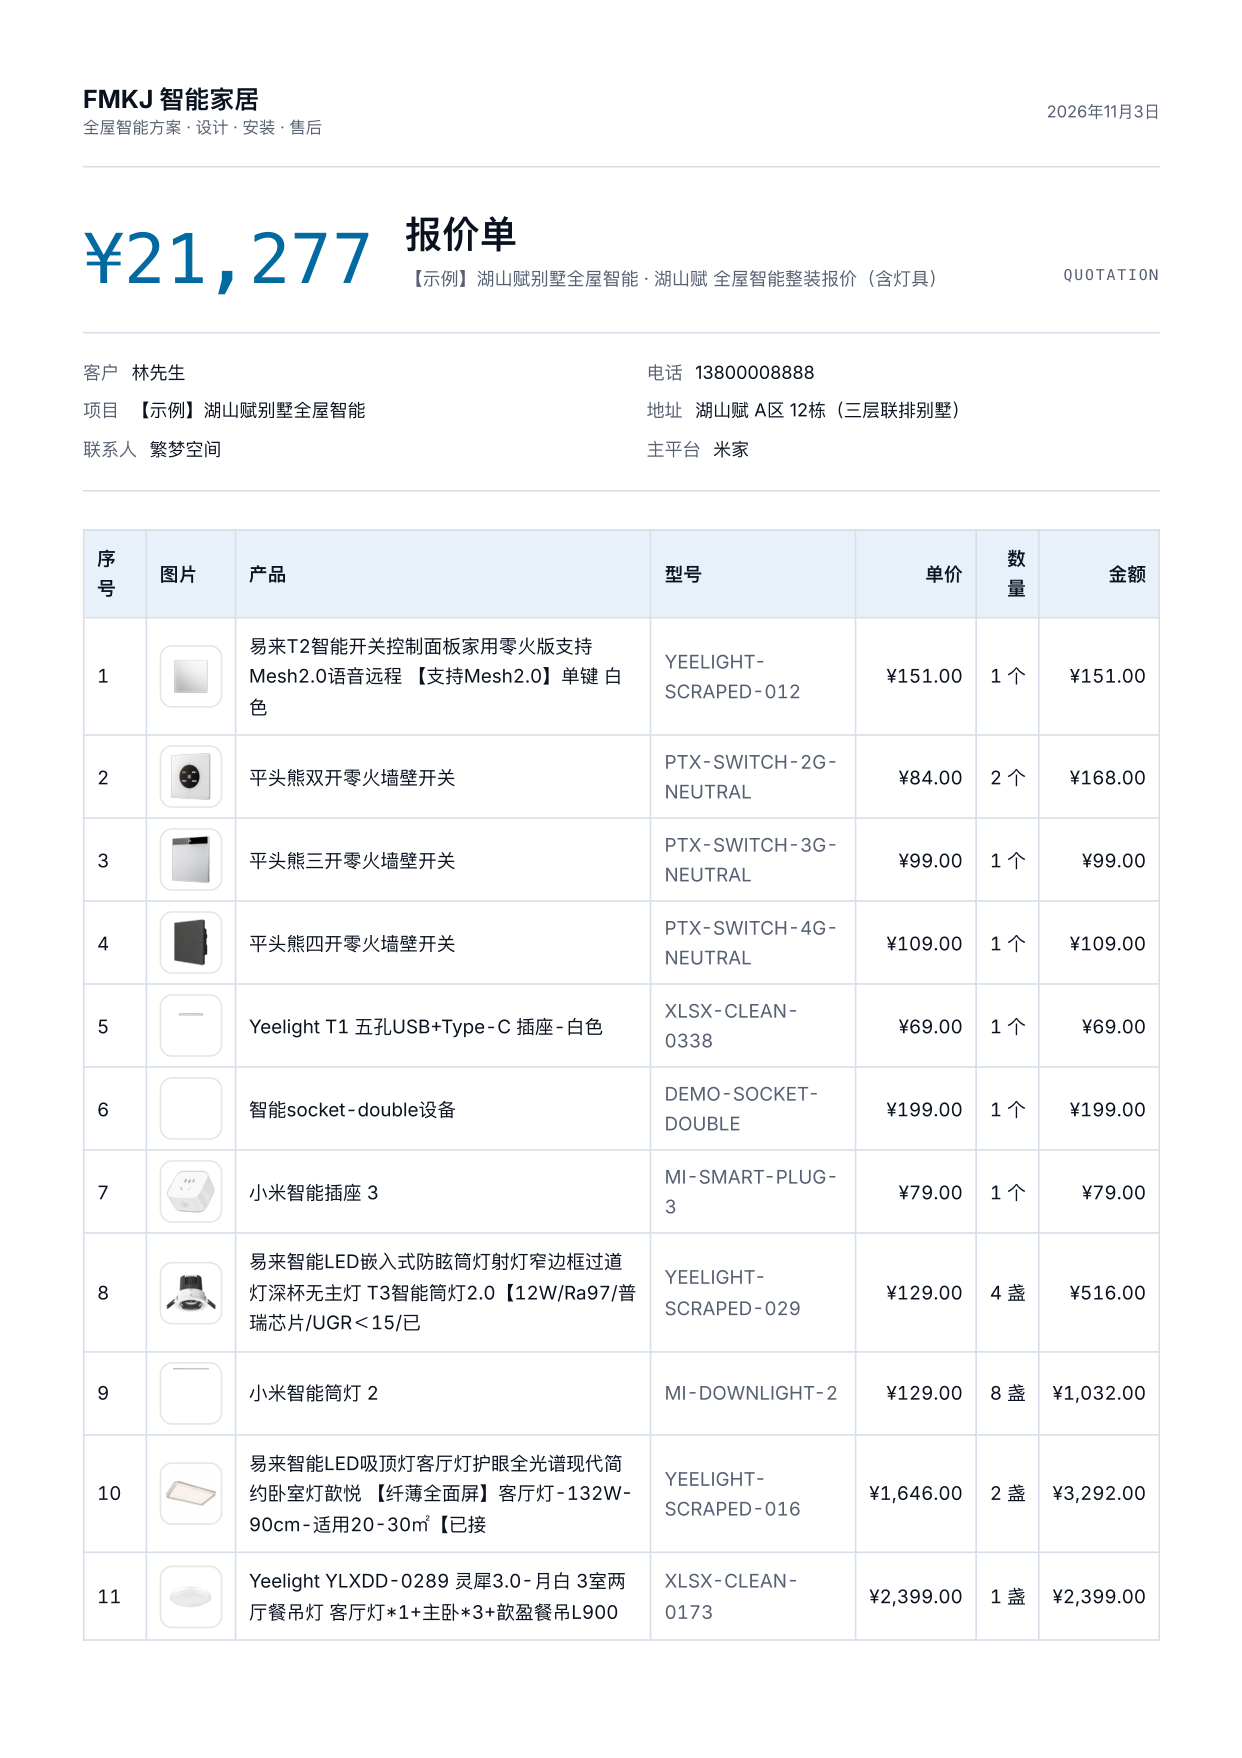 FMKJ 智能家居
全屋智能方案 · 设计 · 安装 · 售后
2026年11月3日
¥21,277
报价单
【示例】湖山赋别墅全屋智能 · 湖山赋 全屋智能整装报价（含灯具）
QUOTATION
客户 林先生
电话 13800008888
项目 【示例】湖山赋别墅全屋智能
地址 湖山赋 A区 12栋（三层联排别墅）
联系人 繁梦空间
主平台 米家
序号 图片 产品 型号 单价 数量 金额
1 易来T2智能开关控制面板家用零火版支持
Mesh2.0语音远程 【支持Mesh2.0】单键 白
色
YEELIGHT-
SCRAPED-012
¥151.00 1 个 ¥151.00
2 平头熊双开零火墙壁开关
PTX-SWITCH-2G-
NEUTRAL
¥84.00 2 个 ¥168.00
3 平头熊三开零火墙壁开关
PTX-SWITCH-3G-
NEUTRAL
¥99.00 1 个 ¥99.00
4 平头熊四开零火墙壁开关
PTX-SWITCH-4G-
NEUTRAL
¥109.00 1 个 ¥109.00
5 Yeelight T1 五孔USB+Type-C 插座-白色
XLSX-CLEAN-
0338
¥69.00 1 个 ¥69.00
6 智能socket-double设备
DEMO-SOCKET-
DOUBLE
¥199.00 1 个 ¥199.00
7 小米智能插座 3
MI-SMART-PLUG-
3
¥79.00 1 个 ¥79.00
8 易来智能LED嵌入式防眩筒灯射灯窄边框过道
灯深杯无主灯 T3智能筒灯2.0【12W/Ra97/普
瑞芯片/UGR＜15/已
YEELIGHT-
SCRAPED-029
¥129.00 4 盏 ¥516.00
9 小米智能筒灯 2
MI-DOWNLIGHT-2
¥129.00 8 盏 ¥1,032.00
10 易来智能LED吸顶灯客厅灯护眼全光谱现代简
约卧室灯歆悦 【纤薄全面屏】客厅灯-132W-
90cm-适用20-30㎡【已接
YEELIGHT-
SCRAPED-016
¥1,646.00 2 盏 ¥3,292.00
11 Yeelight YLXDD-0289 灵犀3.0-月白 3室两
厅餐吊灯 客厅灯*1+主卧*3+歆盈餐吊L900
XLSX-CLEAN-
0173
¥2,399.00 1 盏 ¥2,399.00